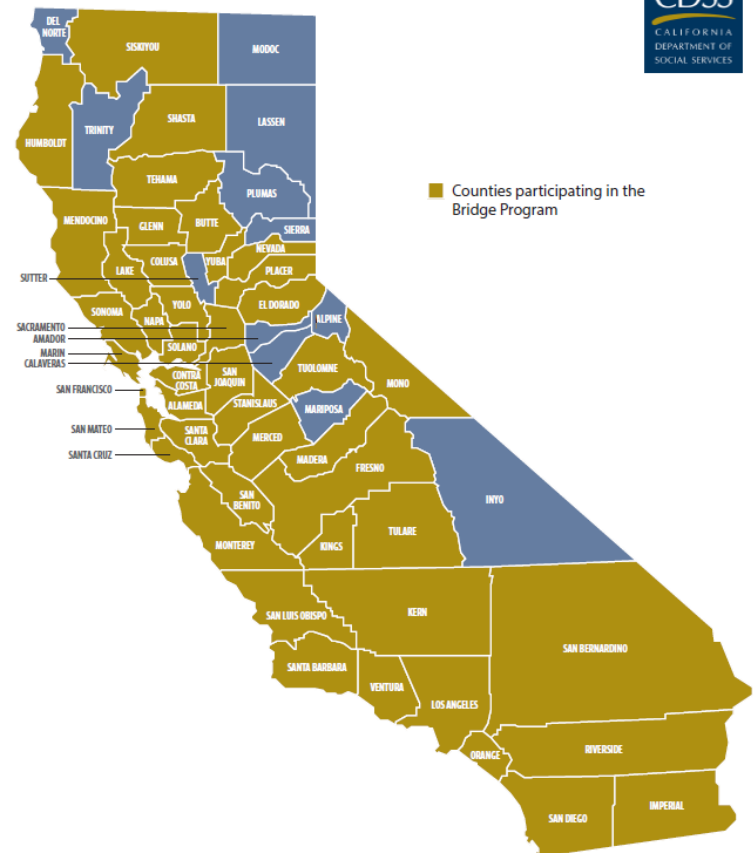 CDSS
CALIFORNIA
DEPARTMENT OF
SOCIAL SERVICES
DEL
NORTE
SISKIYOU
MODOC
HUMBOLDT
TRINITY
SHASTA
LASSEN
TEHAMA
PLUMAS
Counties participating in the
Bridge Program
MENDOCINO
GLENN
BUTTE
SIERRA
NEVADA
YUBA
COLUSA
LAKE
PLACER
SUTTER
SONOMA
NAPA
YOLO
EL DORADO
ALPINE
SACRAMENTO
AMADOR
MARIN
CALAVERAS
SOLANO
CONTRA
COSTA
SAN
JOAQUIN
TUOLOMNE
MONO
SAN FRANCISCO
ALAMEDA
STANISLAUS
MARIPOSA
SAN MATEO
SANTA
CLARA
MERCED
SANTA CRUZ
MADERA
FRESNO
SAN
BENITO
INYO
MONTEREY
KINGS
TULARE
SAN LUIS OBISPO
KERN
SAN BERNARDINO
SANTA BARBARA
VENTURA
LOS ANGELES
ORANGE
RIVERSIDE
SAN DIEGO
IMPERIAL